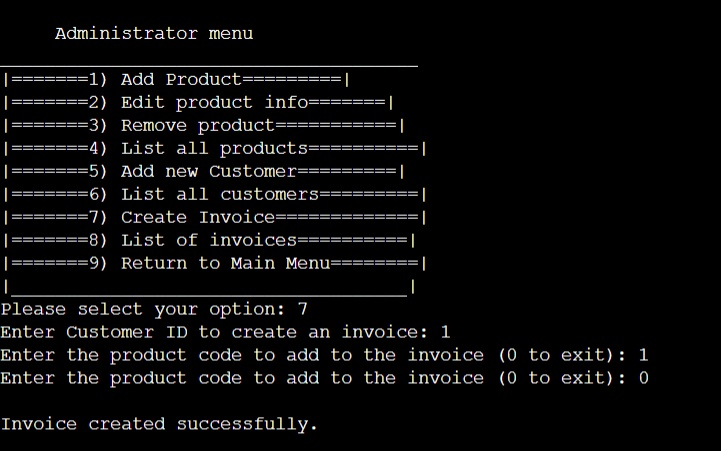 Administrator menu
|=======1) Add Product=========|
|=======2) Edit product info=======|
|=======3) Remove product===========|
|=======4) List all products==========|
|=======5) Add new Customer=========|
|=======6) List all customers=========|
|=======7) Create Invoice=============|
|=======8) List of invoices==========|
|=======9) Return to Main Menu========|
|____________________________________|
Please select your option: 7
Enter Customer ID to create an invoice: 1
Enter the product code to add to the invoice (0 to exit): 1
Enter the product code to add to the invoice (0 to exit): 0
Invoice created successfully.